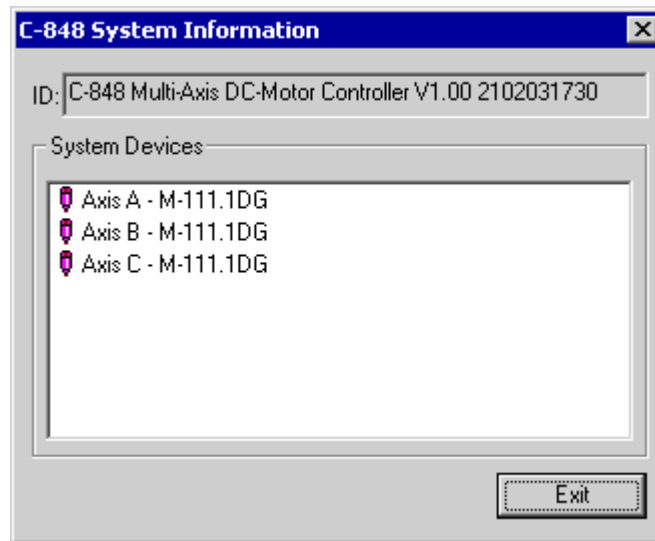 C-848 System Information
ID: C-848 Multi-Axis DC-Motor Controller V1.00 2102031730
System Devices
Axis A - M-111.1DG
Axis B - M-111.1DG
Axis C - M-111.1DG
Exit